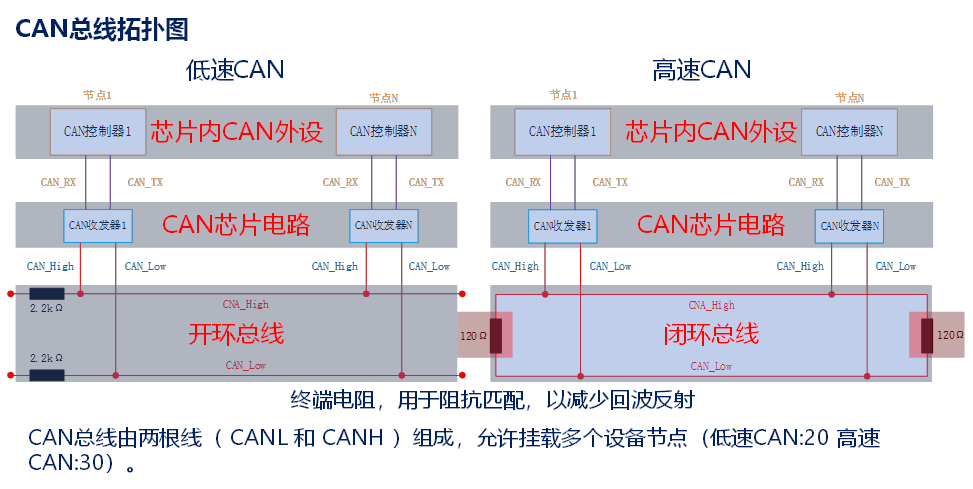 CAN总线拓扑图
低速CAN
高速CAN
节点1
节点N
节点1
节点N
CAN控制器1
芯片内CAN外设
CAN控制器N
CAN控制器1
芯片内CAN外设
CAN控制器N
CAN_RX
CAN_TX
CAN_RX
CAN_TX
CAN_RX
CAN_TX
CAN_RX
CAN_TX
CAN收发器1
CAN芯片电路
CAN收发器N
CAN收发器1
CAN芯片电路
CAN收发器N
CAN_High
CAN_Low
CAN_High
CAN_Low
CAN_High
CAN_Low
CAN_High
CAN_Low
2.2kΩ
CNA_High
开环总线
2.2kΩ
CAN_Low
120Ω
CNA_High
闭环总线
CAN_Low
120Ω
终端电阻，用于阻抗匹配，以减少回波反射
CAN总线由两根线（ CANL 和 CANH ）组成，允许挂载多个设备节点（低速CAN:20 高速
CAN:30）。